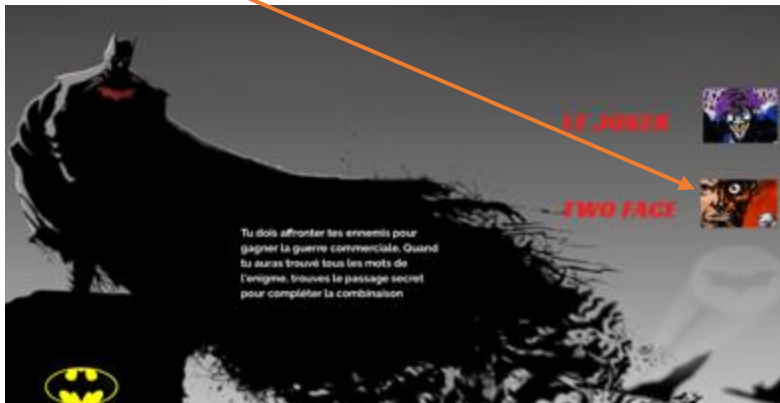 LE JOKER
TWO FACE
Tu dois affronter tes ennemis pour
gagner la guerre commerciale. Quand
tu auras trouvé tous les mots de
l'enigme, trouves le passage secret
pour compléter la combinaison